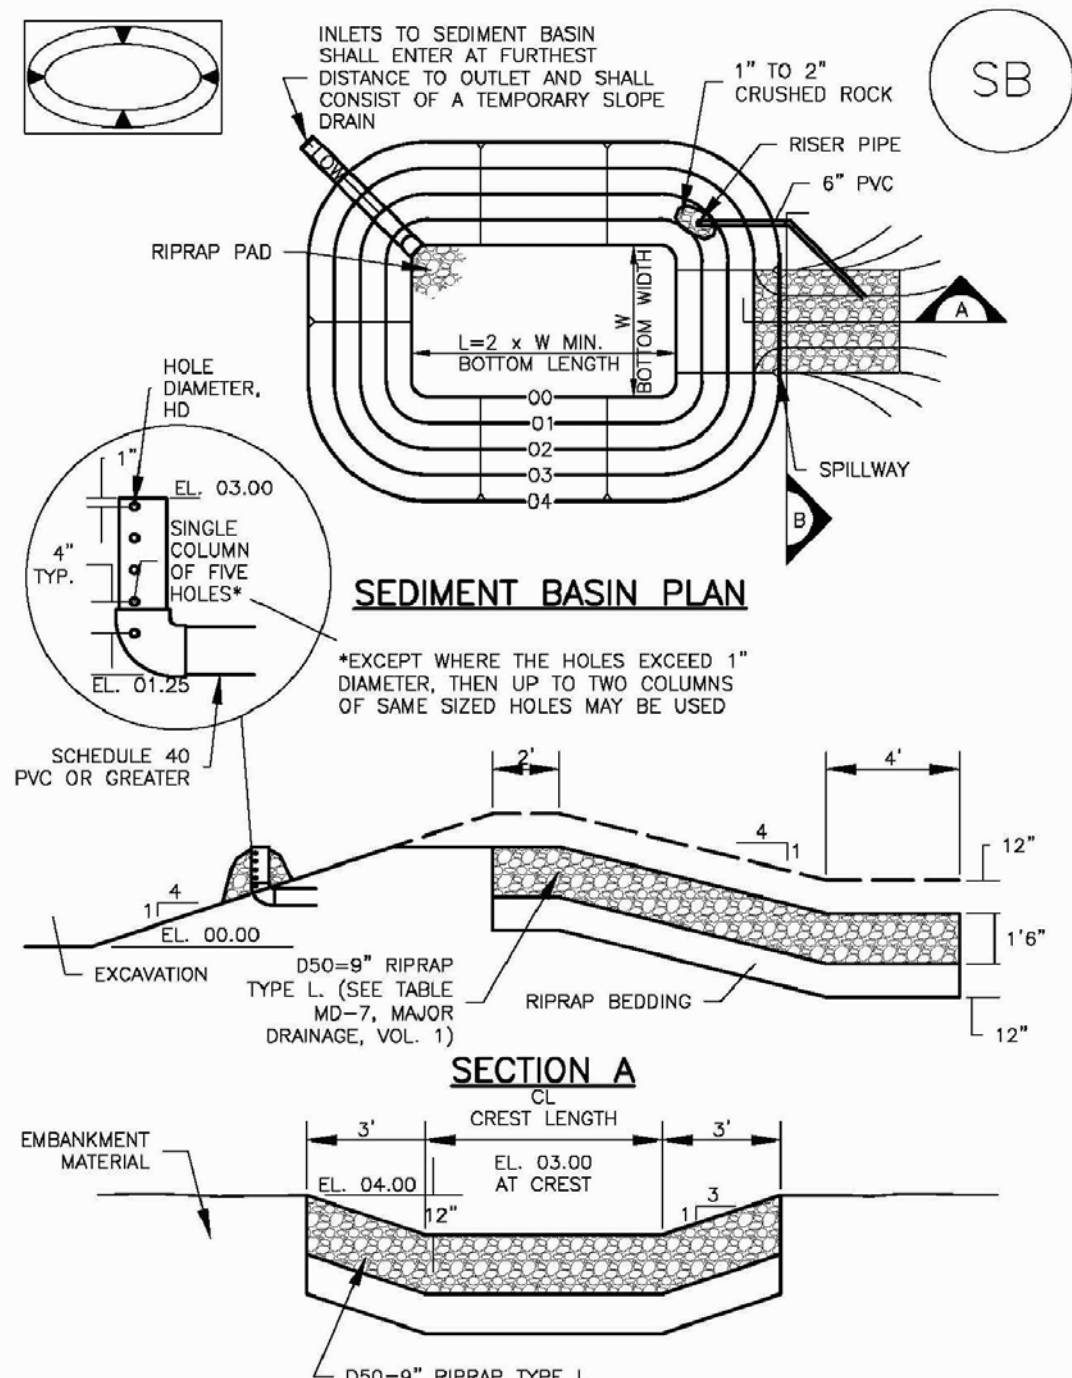 INLETS TO SEDIMENT BASIN
SHALL ENTER AT FURTHEST
DISTANCE TO OUTLET AND SHALL
CONSIST OF A TEMPORARY SLOPE
DRAIN
1" TO 2"
CRUSHED ROCK
SB
RISER PIPE
6" PVC
FLOW
RIPRAP PAD
W
BOTTOM WIDTH
L=2 x W MIN.
BOTTOM LENGTH
A
00
01
02
03
04
SPILLWAY
B
HOLE
DIAMETER,
HD
1"
EL. 03.00
SINGLE
COLUMN
OF FIVE
HOLES*
4"
TYP.
EL. 01.25
SEDIMENT BASIN PLAN
*EXCEPT WHERE THE HOLES EXCEED 1"
DIAMETER, THEN UP TO TWO COLUMNS
OF SAME SIZED HOLES MAY BE USED
SCHEDULE 40
PVC OR GREATER
2'
4'
4
1
12"
4
1
EL. 00.00
1'6"
EXCAVATION
D50=9" RIPRAP
TYPE L. (SEE TABLE
MD-7, MAJOR
DRAINAGE, VOL. 1)
RIPRAP BEDDING
12"
SECTION A
CL
CREST LENGTH
3'
3'
EMBANKMENT
MATERIAL
EL. 04.00
EL. 03.00
AT CREST
12"
3
1
D50=9" RIPRAP TYPE L